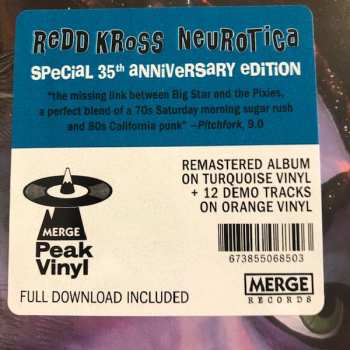 REDD KROSS NEUROTICA
SPECIAL 35th ANNIVERSARY EDITION
"the missing link between Big Star and the Pixies,
a perfect blend of a 70s Saturday morning sugar rush
and 80s California punk" —Pitchfork, 9.0
REMASTERED ALBUM
ON TURQUOISE VINYL
+ 12 DEMO TRACKS
ON ORANGE VINYL
MERGE
Peak
Vinyl
673855068503
FULL DOWNLOAD INCLUDED
MERGE
RECORDS